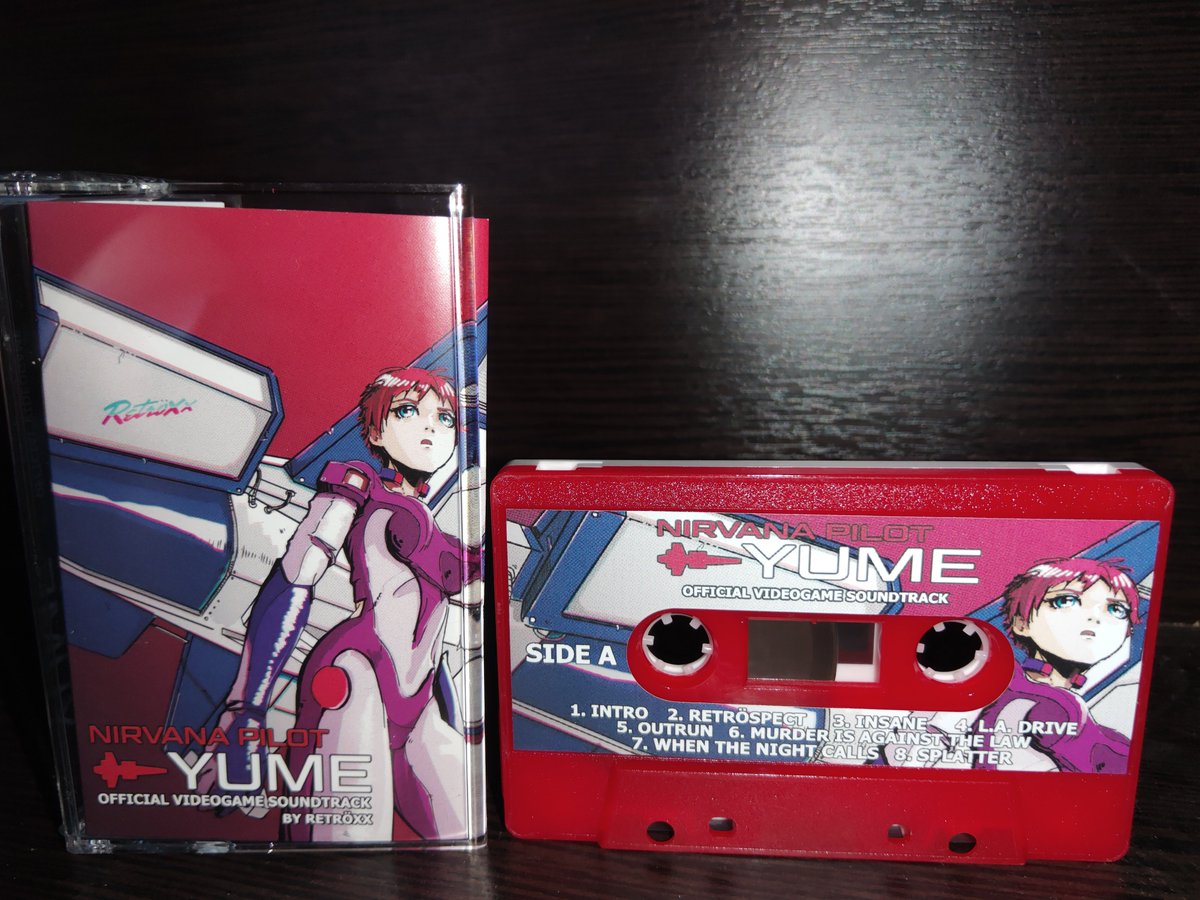 Retröxx
NIRVANA PILOT
YUME
OFFICIAL VIDEOGAME SOUNDTRACK
BY RETRÖXX
NIRVANA PILOT
YUME
OFFICIAL VIDEOGAME SOUNDTRACK
SIDE A
1. INTRO 2. RETRÖSPECT 3. INSANE 4. L.A. DRIVE
5. OUTRUN 6. MURDER IS AGAINST THE LAW
7. WHEN THE NIGHT CALLS 8. SPLATTER